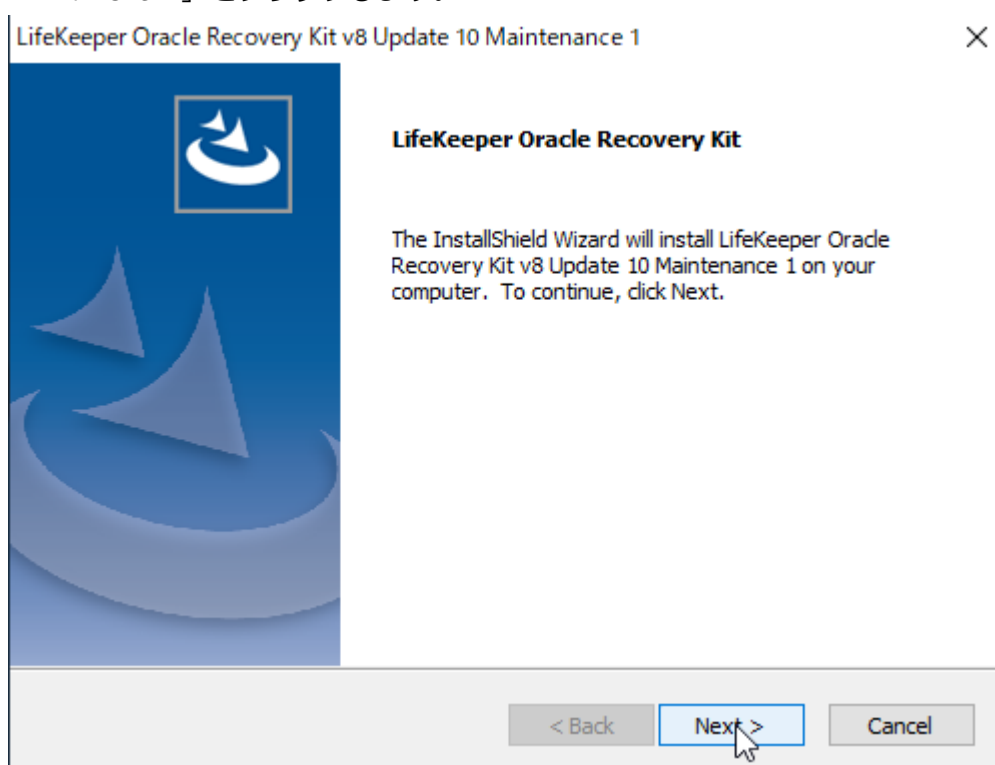 LifeKeeper Oracle Recovery Kit v8 Update 10 Maintenance 1
LifeKeeper Oracle Recovery Kit
The InstallShield Wizard will install LifeKeeper Oracle
Recovery Kit v8 Update 10 Maintenance 1 on your
computer. To continue, click Next.
< Back
Next >
Cancel